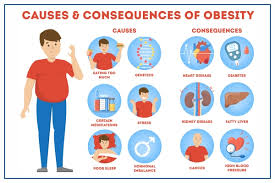 CAUSES & CONSEQUENCES OF OBESITY
CAUSES
CONSEQUENCES
EATING TOO
MUCH
GENETICS
HEART DISEASE
DIABETES
CERTAIN
MEDICATIONS
STRESS
KIDNEY DISEASE
FATTY LIVER
POOR SLEEP
HORMONAL
IMBALANCE
CANCER
HIGH BLOOD
PRESSURE